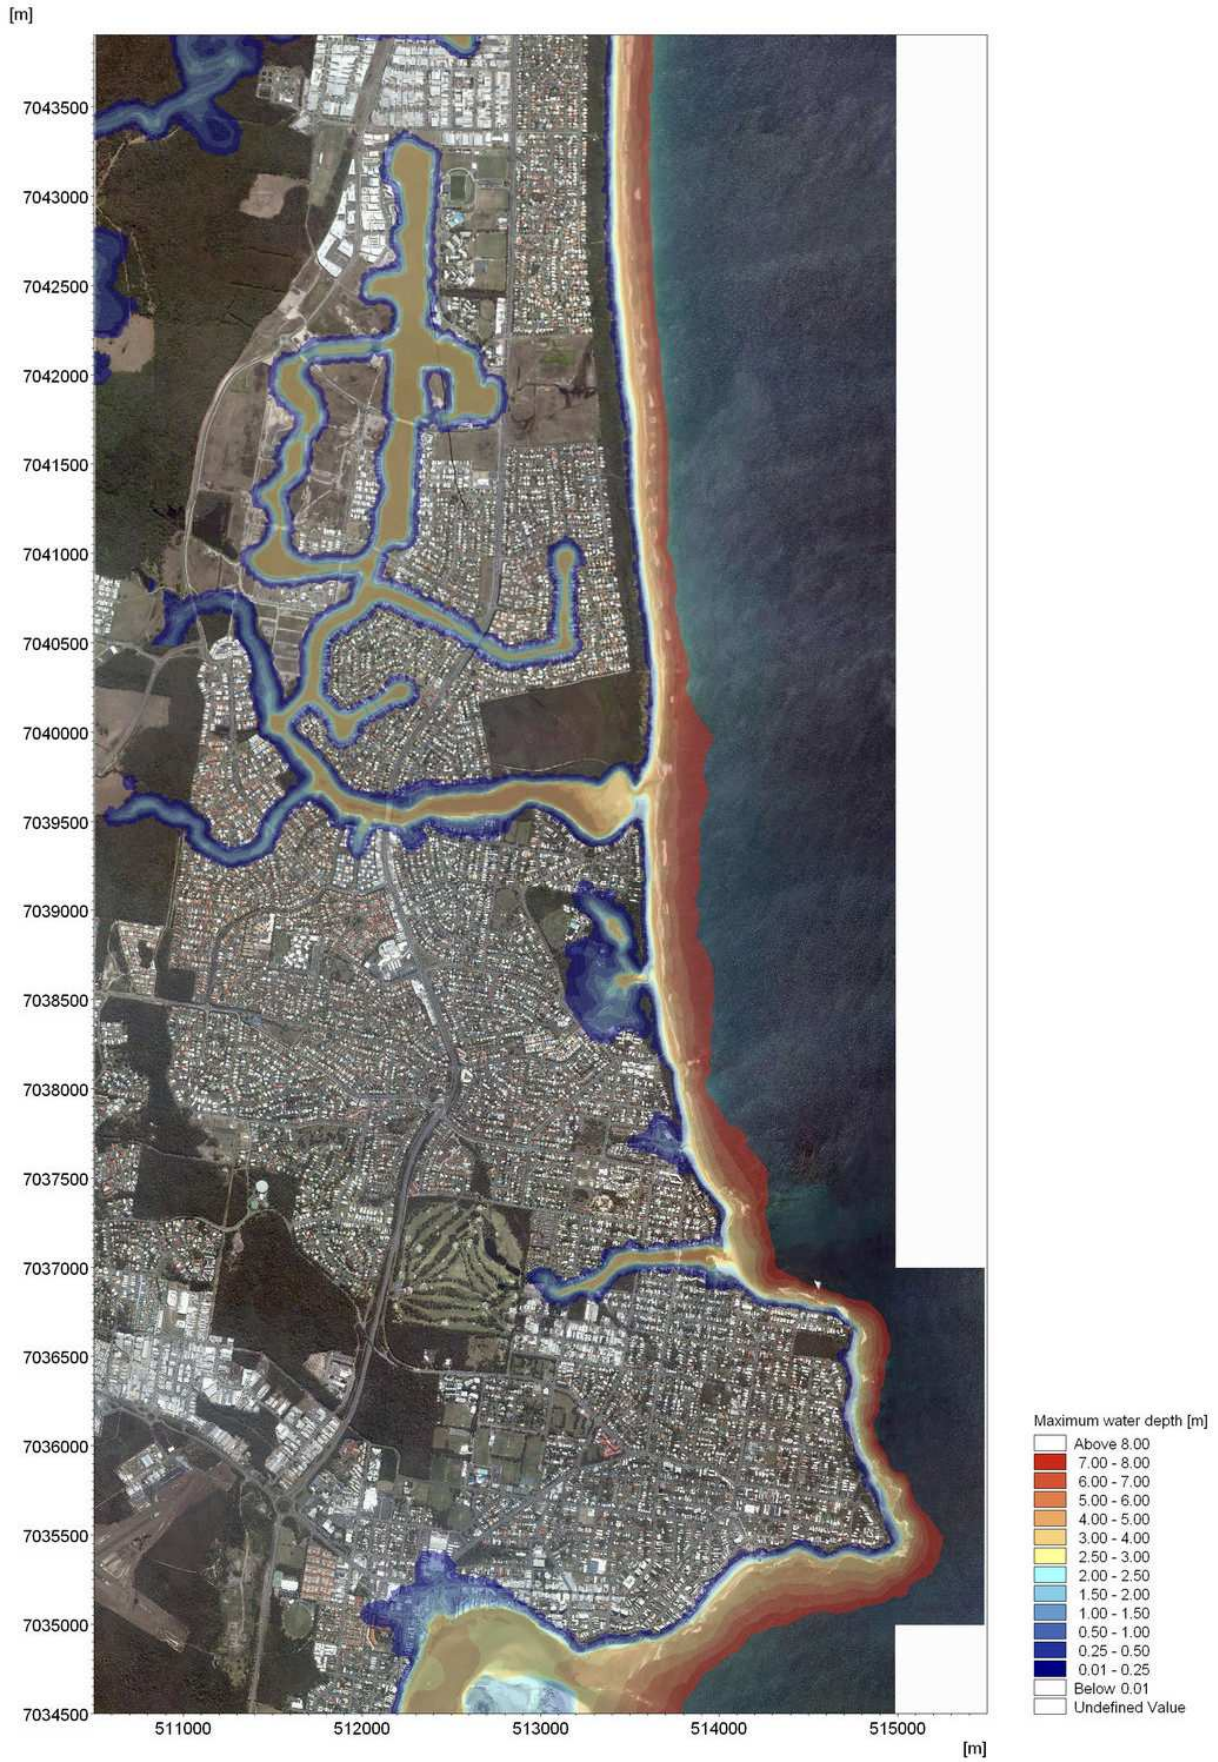 [m]
7043500
7043000
7042500
7042000
7041500
7041000
7040500
7040000
7039500
7039000
7038500
7038000
7037500
7037000
7036500
7036000
7035500
7035000
7034500
511000 512000 513000 514000 515000
[m]
Maximum water depth [m]
Above 8.00
7.00 - 8.00
6.00 - 7.00
5.00 - 6.00
4.00 - 5.00
3.00 - 4.00
2.50 - 3.00
2.00 - 2.50
1.50 - 2.00
1.00 - 1.50
0.50 - 1.00
0.25 - 0.50
0.01 - 0.25
Below 0.01
Undefined Value